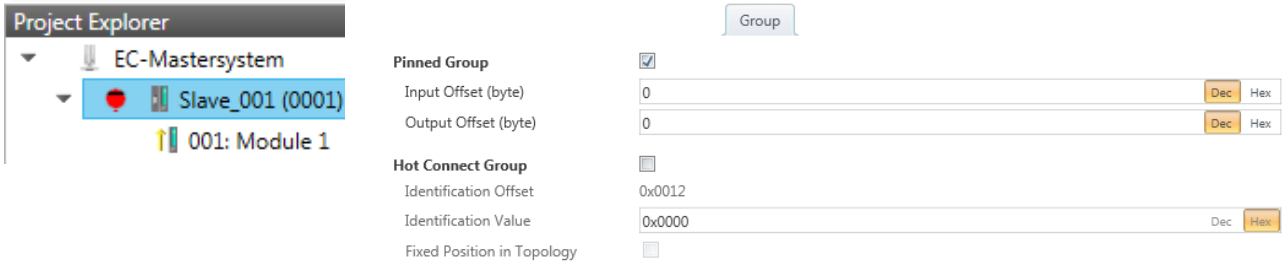 Project Explorer
EC-Mastersystem
Slave_001 (0001)
001: Module 1
Group
Pinned Group
Input Offset (byte) 0 Dec Hex
Output Offset (byte) 0 Dec Hex
Hot Connect Group
Identification Offset 0x0012
Identification Value 0x0000 Dec Hex
Fixed Position in Topology